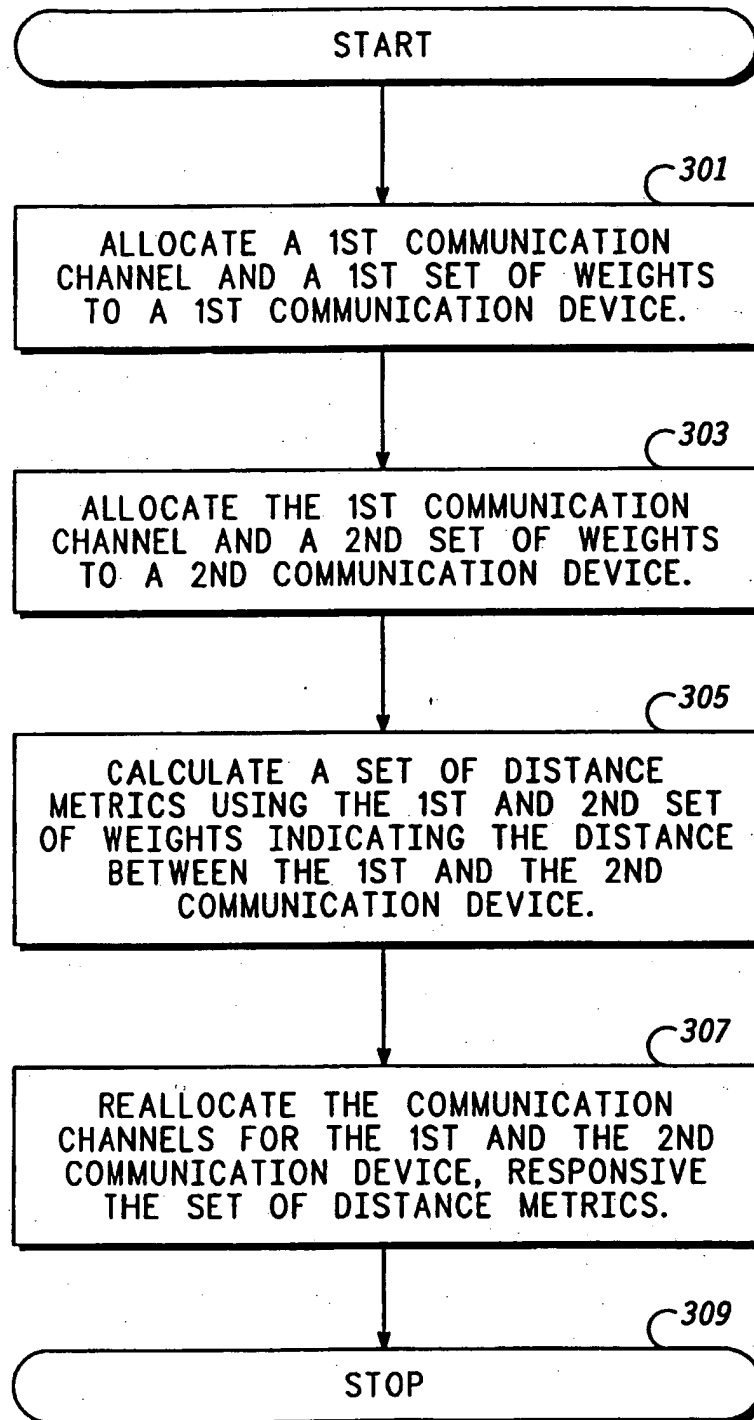 START
301
ALLOCATE A 1ST COMMUNICATION
CHANNEL AND A 1ST SET OF WEIGHTS
TO A 1ST COMMUNICATION DEVICE.
303
ALLOCATE THE 1ST COMMUNICATION
CHANNEL AND A 2ND SET OF WEIGHTS
TO A 2ND COMMUNICATION DEVICE.
305
CALCULATE A SET OF DISTANCE
METRICS USING THE 1ST AND 2ND SET
OF WEIGHTS INDICATING THE DISTANCE
BETWEEN THE 1ST AND THE 2ND
COMMUNICATION DEVICE.
307
REALLOCATE THE COMMUNICATION
CHANNELS FOR THE 1ST AND THE 2ND
COMMUNICATION DEVICE, RESPONSIVE
THE SET OF DISTANCE METRICS.
309
STOP